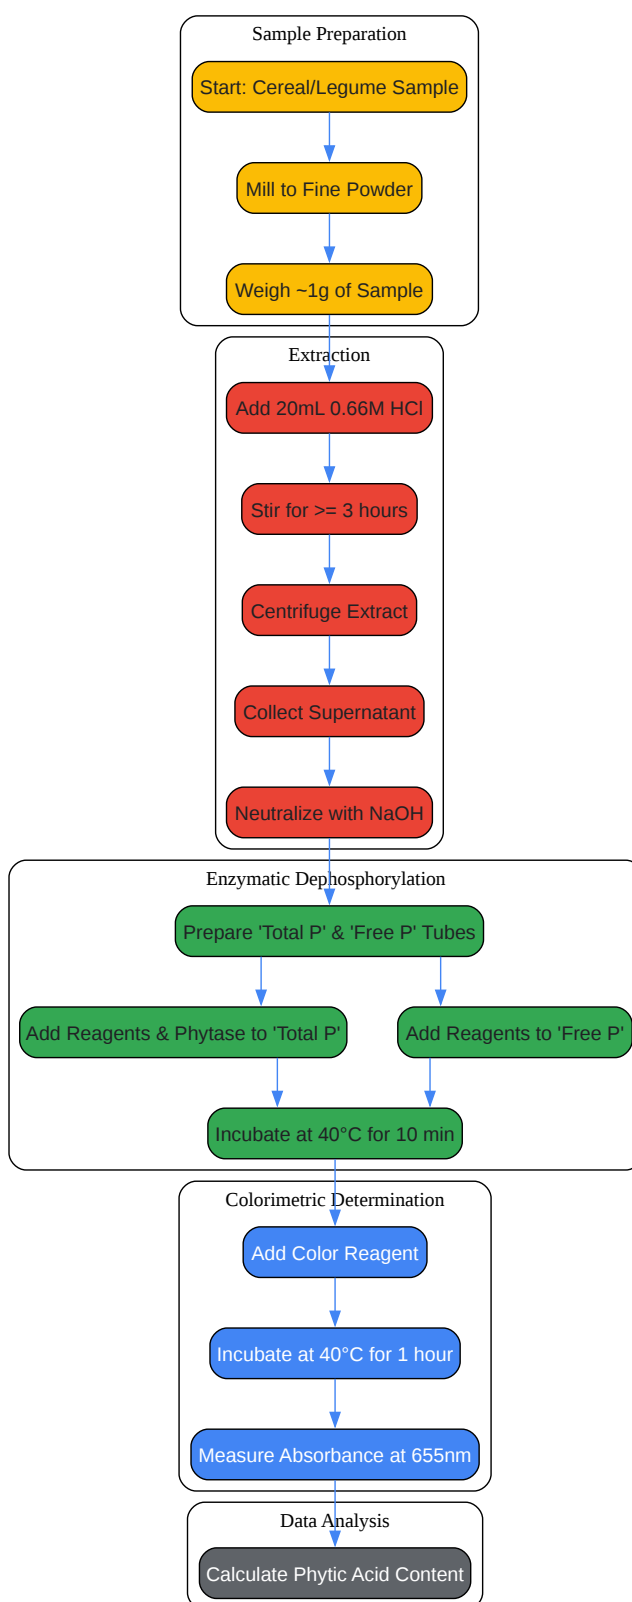 Sample Preparation
Start: Cereal/Legume Sample
Mill to Fine Powder
Weigh ~1g of Sample
Extraction
Add 20mL 0.66M HCl
Stir for >= 3 hours
Centrifuge Extract
Collect Supernatant
Neutralize with NaOH
Enzymatic Dephosphorylation
Prepare 'Total P' & 'Free P' Tubes
Add Reagents & Phytase to 'Total P'
Add Reagents to 'Free P'
Incubate at 40°C for 10 min
Colorimetric Determination
Add Color Reagent
Incubate at 40°C for 1 hour
Measure Absorbance at 655nm
Data Analysis
Calculate Phytic Acid Content